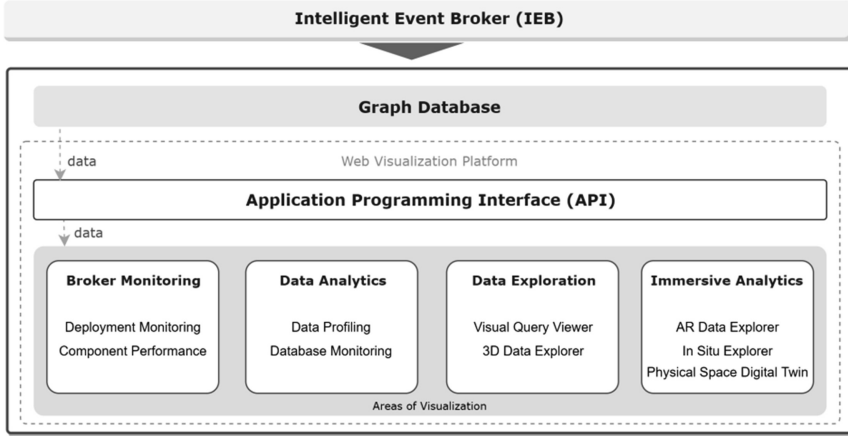 Intelligent Event Broker (IEB)
Graph Database
data
Web Visualization Platform
Application Programming Interface (API)
data
Broker Monitoring
Deployment Monitoring
Component Performance
Data Analytics
Data Profiling
Database Monitoring
Data Exploration
Visual Query Viewer
3D Data Explorer
Immersive Analytics
AR Data Explorer
In Situ Explorer
Physical Space Digital Twin
Areas of Visualization